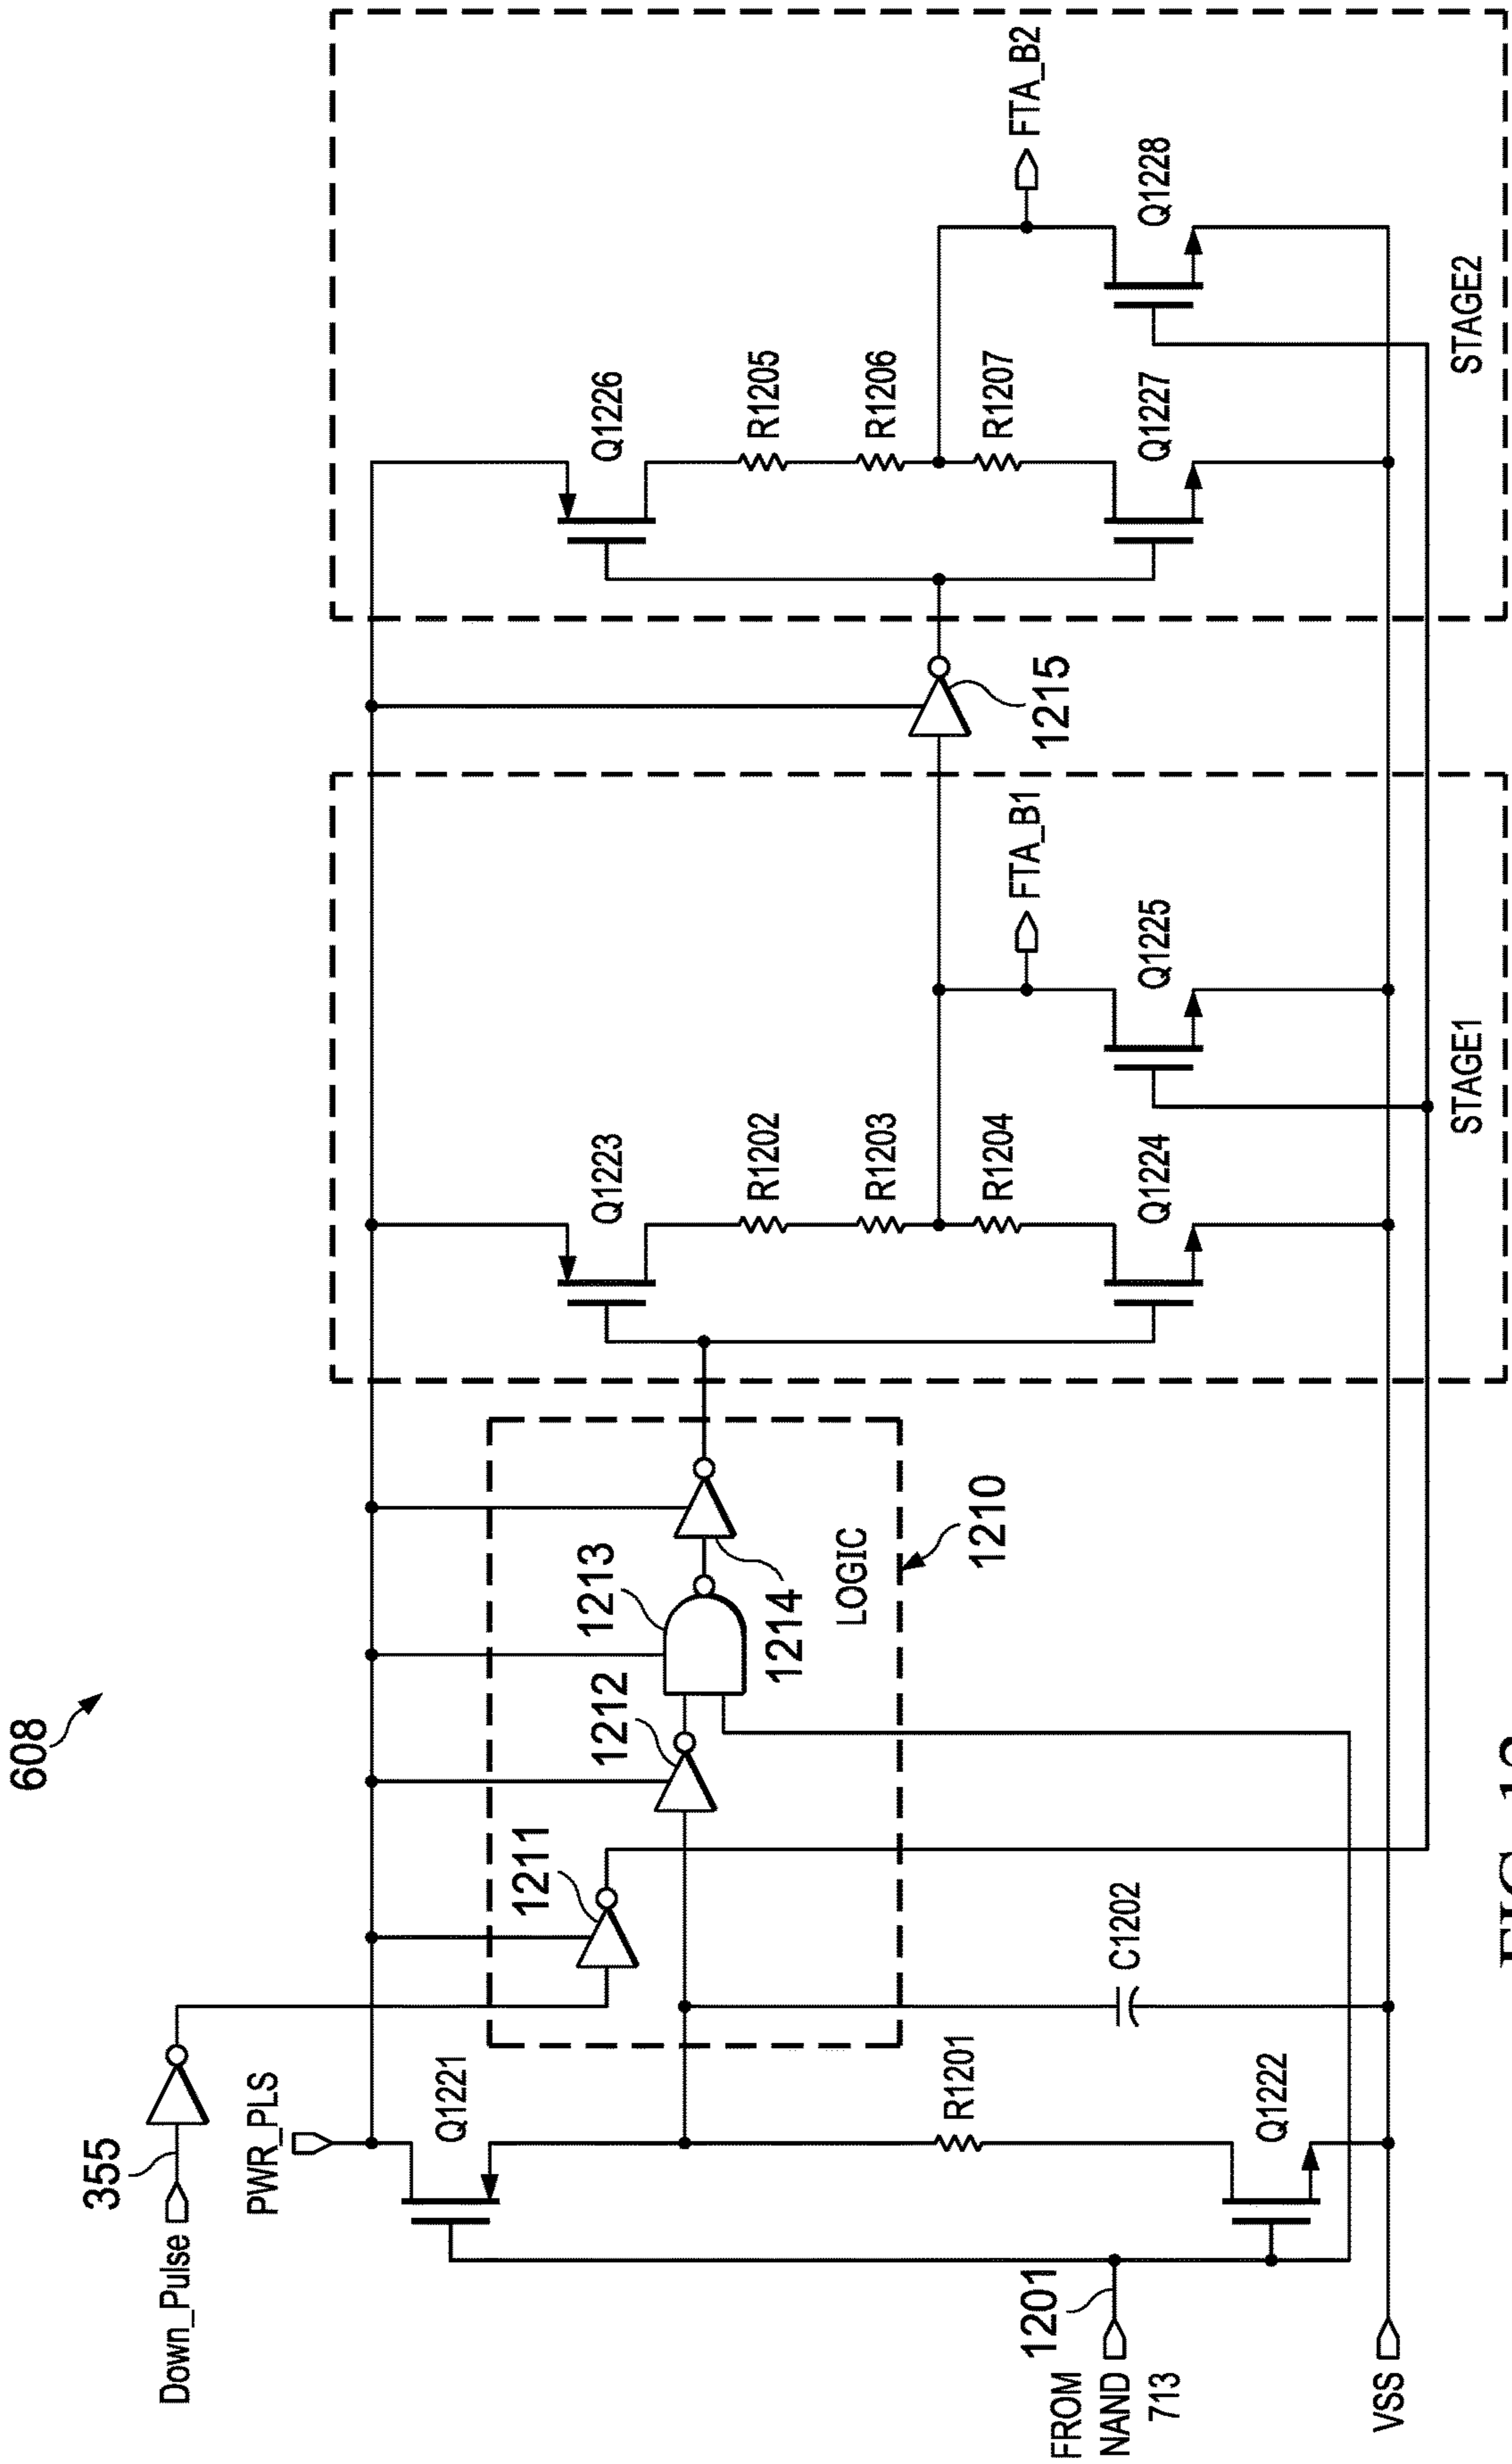 608
355
Down_Pulse
PWR_PLS
Q1221
1201
FROM
NAND
713
VSS
R1201
Q1222
C1202
1211
1212
1213
1214
LOGIC
1210
Q1223
R1202
R1203
R1204
Q1224
Q1225
FTA_B1
STAGE1
1215
Q1226
R1205
R1206
R1207
Q1227
Q1228
FTA_B2
STAGE2